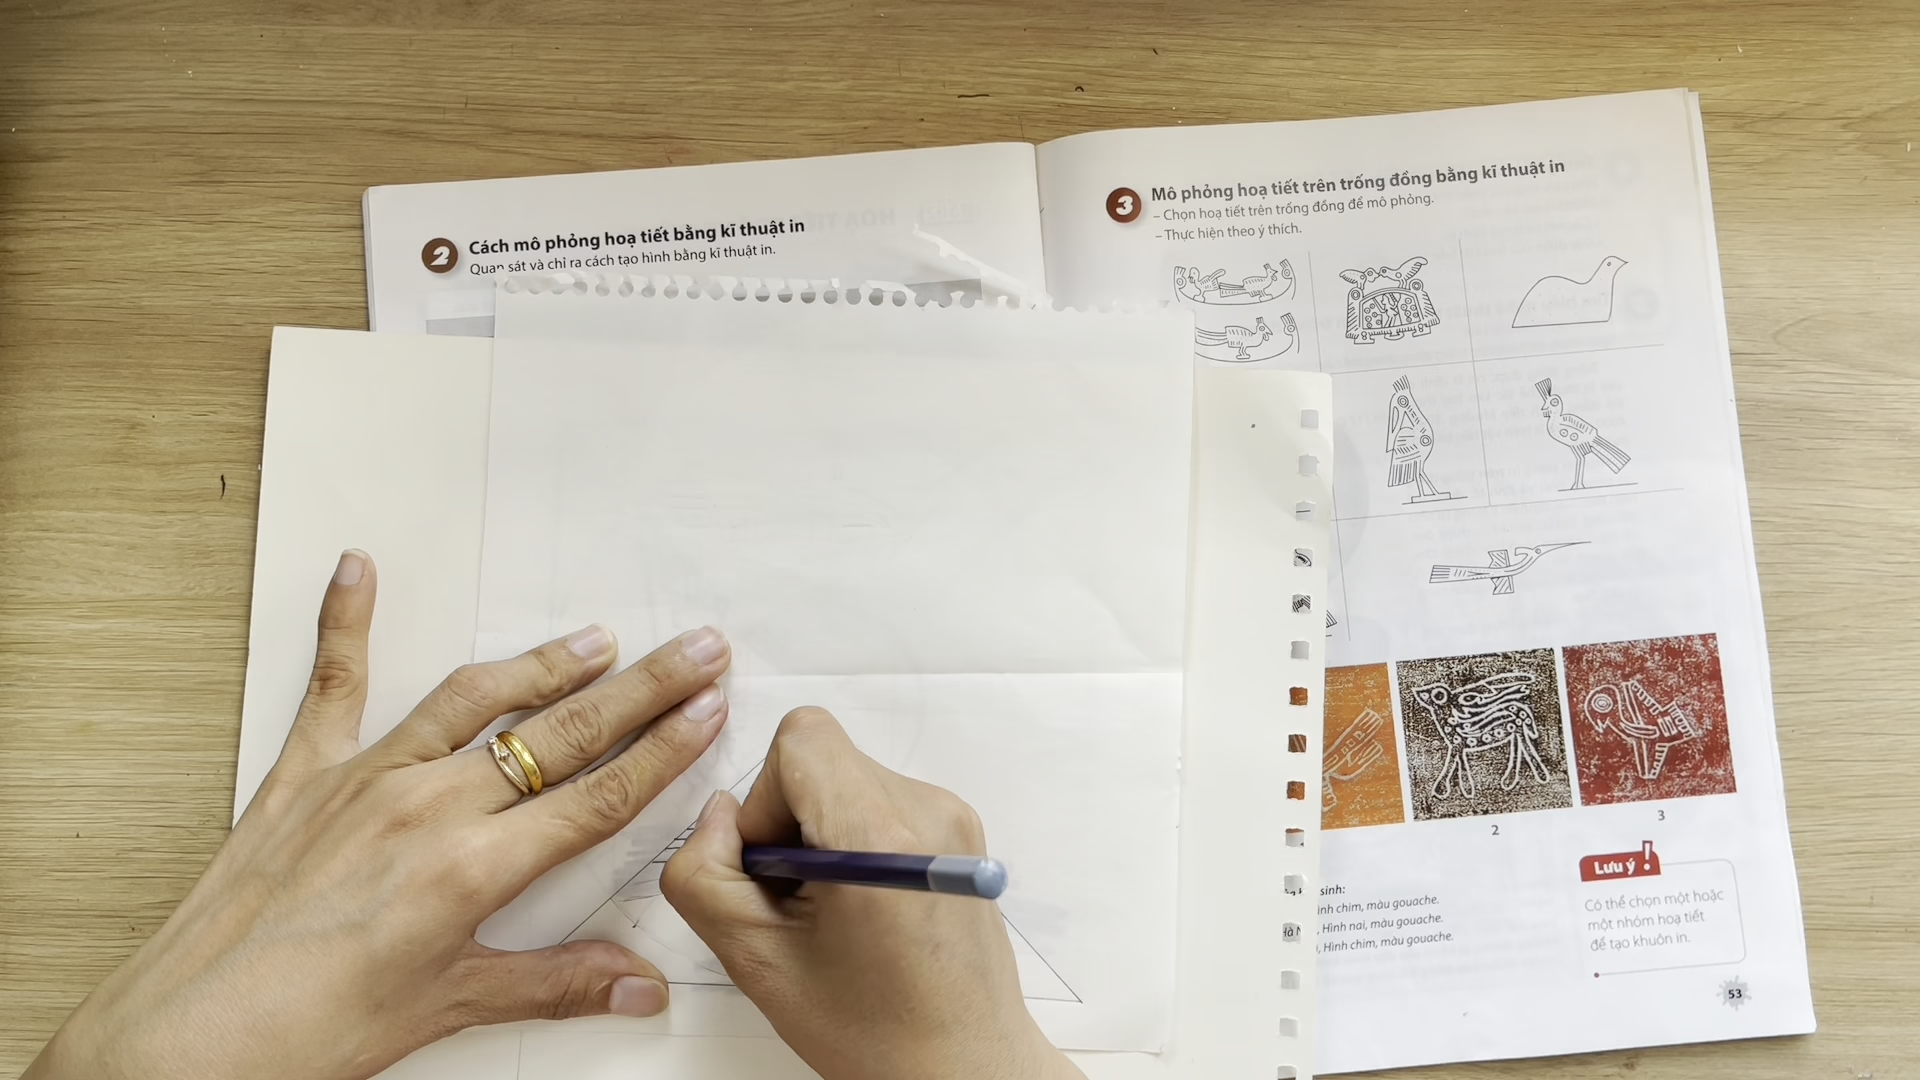 2 Cách mô phỏng hoạ tiết bằng kĩ thuật in
Quan sát và chỉ ra cách tạo hình bằng kĩ thuật in.
3 Mô phỏng hoạ tiết trên trống đồng bằng kĩ thuật in
– Chọn hoạ tiết trên trống đồng để mô phỏng.
– Thực hiện theo ý thích.
2
3
sinh:
Hình chim, màu gouache.
, Hình nai, màu gouache.
, Hình chim, màu gouache.
Lưu ý !
Có thể chọn một hoặc
một nhóm hoạ tiết
để tạo khuôn in.
53